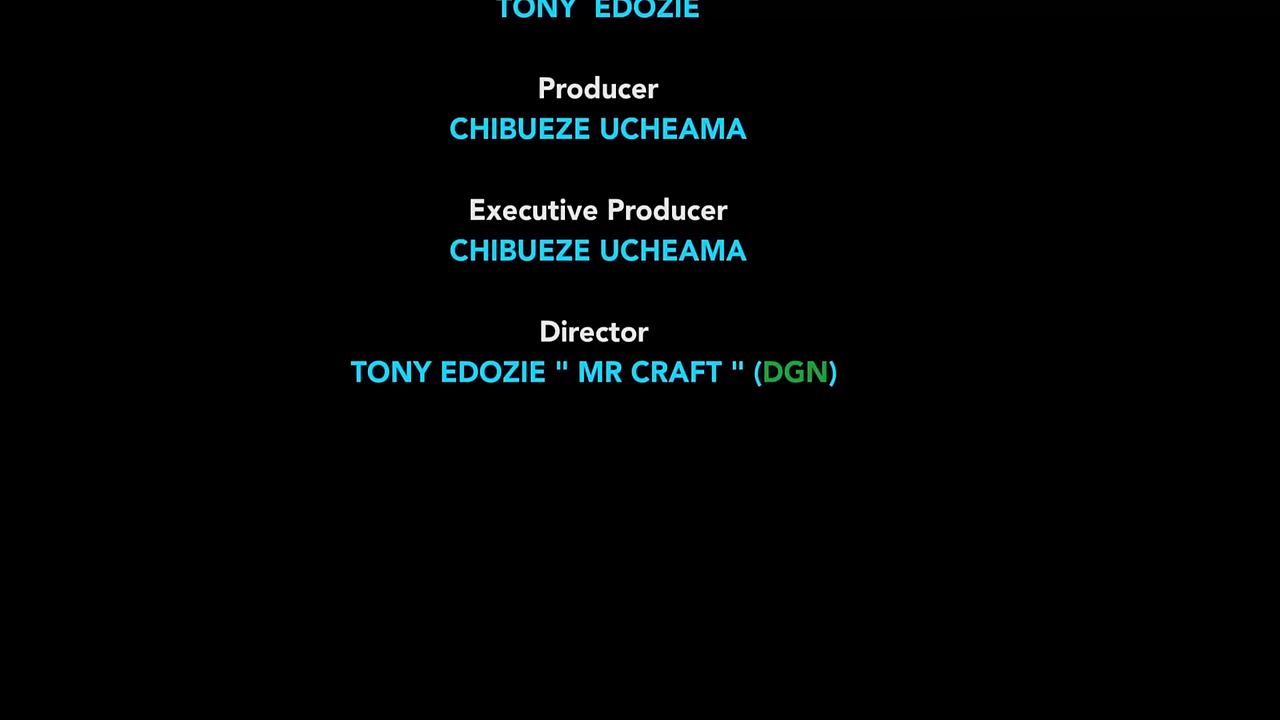 TONY EDOZIE
Producer
CHIBUEZE UCHEAMA
Executive Producer
CHIBUEZE UCHEAMA
Director
TONY EDOZIE " MR CRAFT " (DGN)